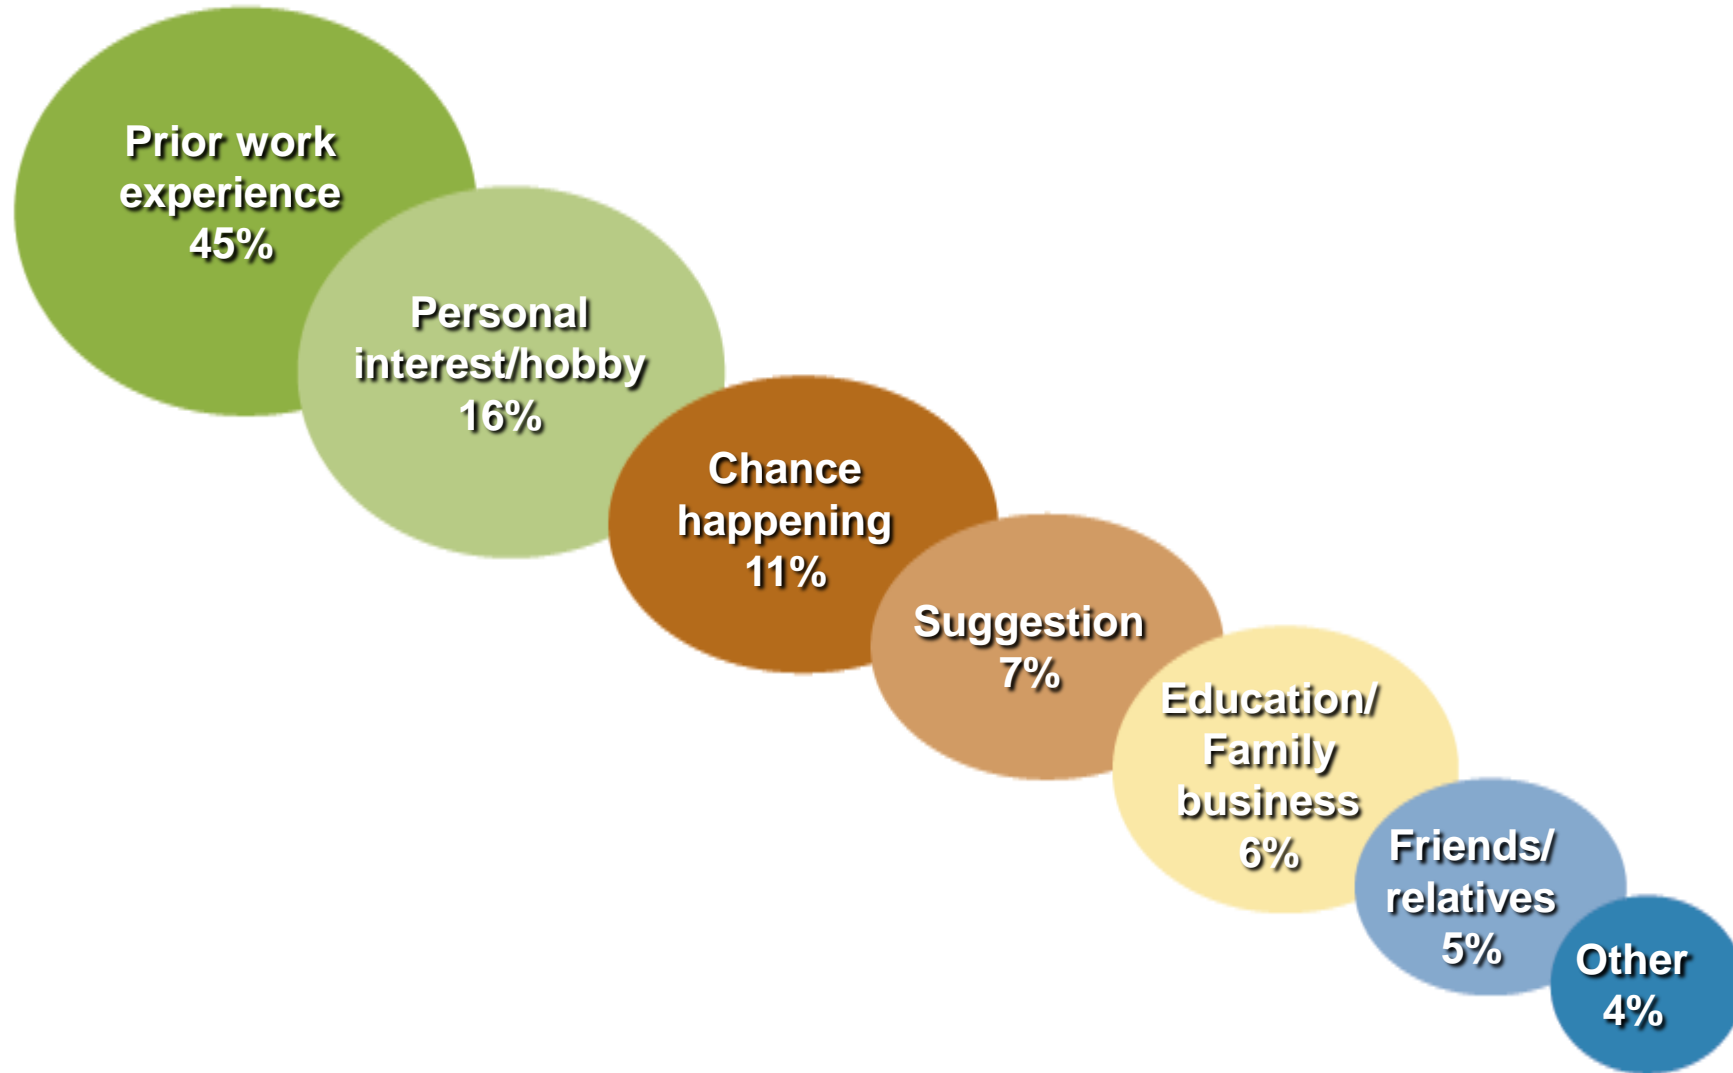 Prior work
experience
45%
Personal
interest/hobby
16%
Chance
happening
11%
Suggestion
7%
Education/
Family
business
6%
Friends/
relatives
5%
Other
4%